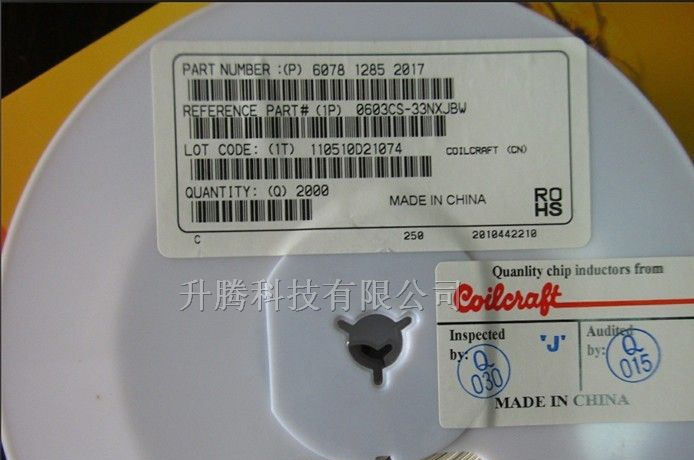 PART NUMBER :(P) 6078 1285 2017
REFERENCE PART# (1P) 0603CS-33NXJBW
LOT CODE: (1T) 110510D21074 COILCRAFT (CN)
QUANTITY: (Q) 2000 MADE IN CHINA ROHS
C 250 2010442210
升腾科技有限公司
Quanlity chip inductors from
Coilcraft
Inspected by: Q 030 "J" Audited by: Q 015
MADE IN CHINA